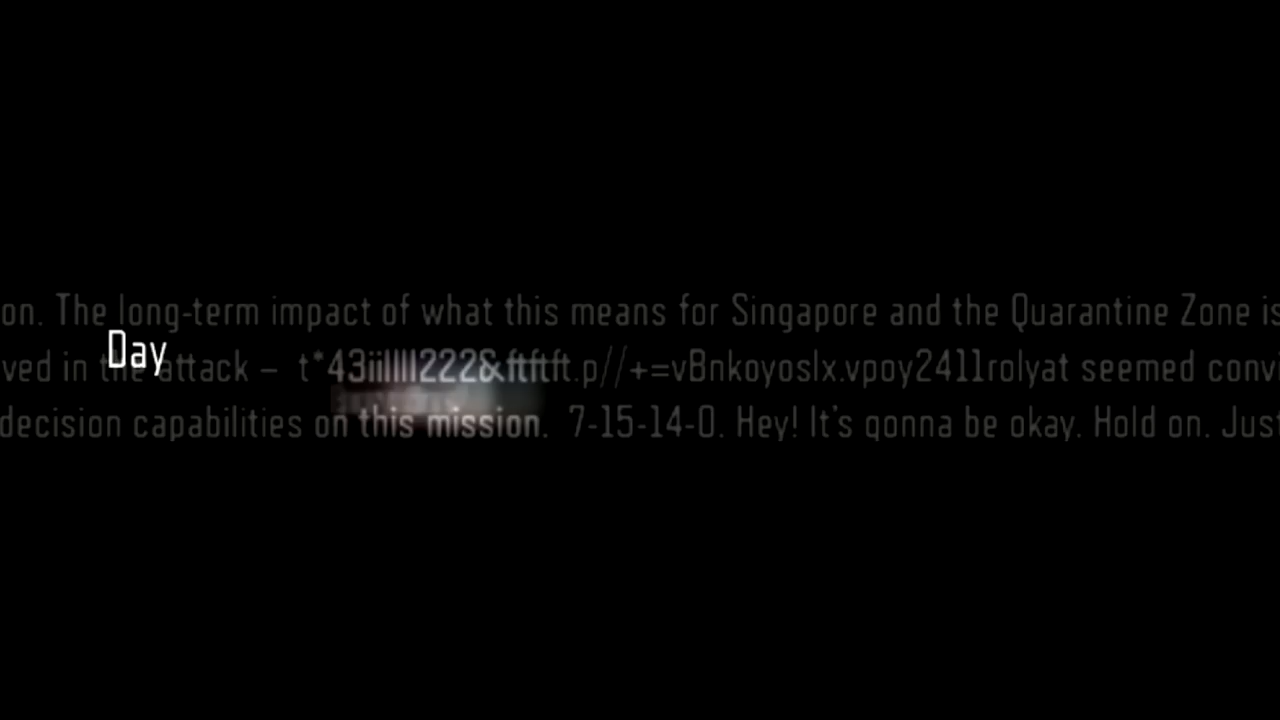 on. The long-term impact of what this means for Singapore and the Quarantine Zone is
Day
ved in the attack – t*43iillll222&ftftft.p//+=vBnkoyoslx.vpoy2411rolyat seemed conv
decision capabilities on this mission. 7-15-14-0. Hey! It's gonna be okay. Hold on. Jus